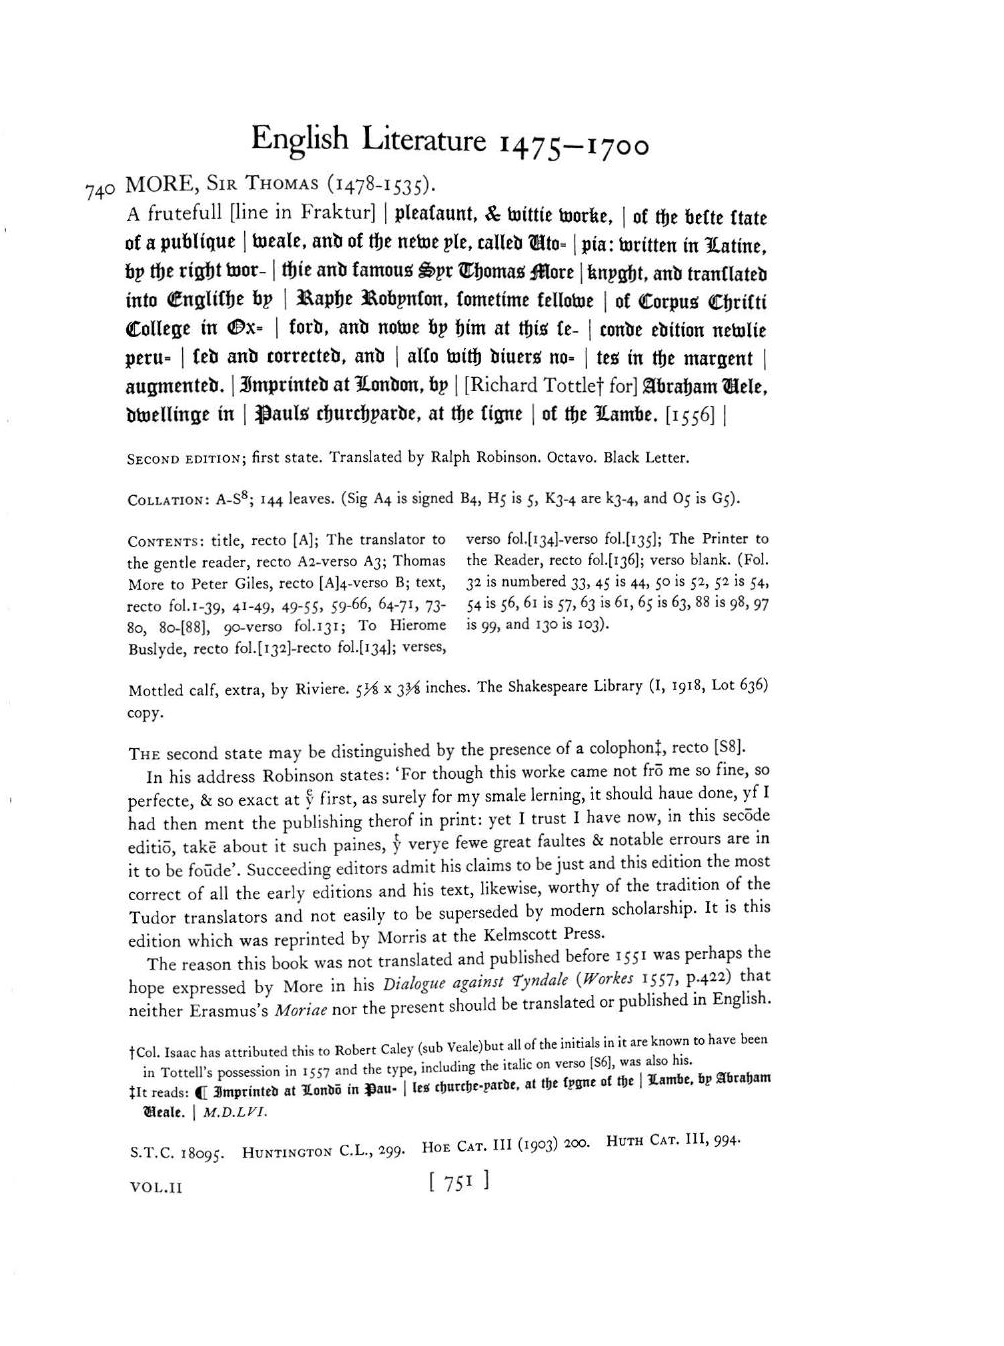 English Literature 1475–1700
740 MORE, SIR THOMAS (1478-1535).
A frutefull [line in Fraktur] | pleaſaunt, & wittie worke, | of the beſte ſtate
of a publique | weale, and of the newe yle, called Uto- | pia: written in Latine,
by the right wor- | thie and famous Syr Thomas More | knyght, and tranſlated
into Engliſhe by | Raphe Robynſon, ſometime fellowe | of Corpus Chriſti
College in Ox- | ford, and nowe by him at this ſe- | conde edition newlie
peru- | ſed and corrected, and | alſo with diuers no- | tes in the margent |
augmented. | Imprinted at London, by | [Richard Tottle† for] Abraham Uele,
dwellinge in | Pauls churchyarde, at the ſigne | of the Lambe. [1556] |
SECOND EDITION; first state. Translated by Ralph Robinson. Octavo. Black Letter.
COLLATION: A-S⁸; 144 leaves. (Sig A4 is signed B4, H5 is 5, K3-4 are k3-4, and O5 is G5).
CONTENTS: title, recto [A]; The translator to
the gentle reader, recto A2-verso A3; Thomas
More to Peter Giles, recto [A]4-verso B; text,
recto fol.1-39, 41-49, 49-55, 59-66, 64-71, 73-
80, 80-[88], 90-verso fol.131; To Hierome
Buslyde, recto fol.[132]-recto fol.[134]; verses,
verso fol.[134]-verso fol.[135]; The Printer to
the Reader, recto fol.[136]; verso blank. (Fol.
32 is numbered 33, 45 is 44, 50 is 52, 52 is 54,
54 is 56, 61 is 57, 63 is 61, 65 is 63, 88 is 98, 97
is 99, and 130 is 103).
Mottled calf, extra, by Riviere. 5⅛ x 3⅜ inches. The Shakespeare Library (I, 1918, Lot 636)
copy.
THE second state may be distinguished by the presence of a colophon‡, recto [S8].
In his address Robinson states: ‘For though this worke came not frō me so fine, so
perfecte, & so exact at yͤ first, as surely for my smale lerning, it should haue done, yf I
had then ment the publishing therof in print: yet I trust I have now, in this secōde
editiō, takē about it such paines, yͭ verye fewe great faultes & notable errours are in
it to be foūde’. Succeeding editors admit his claims to be just and this edition the most
correct of all the early editions and his text, likewise, worthy of the tradition of the
Tudor translators and not easily to be superseded by modern scholarship. It is this
edition which was reprinted by Morris at the Kelmscott Press.
The reason this book was not translated and published before 1551 was perhaps the
hope expressed by More in his Dialogue against Tyndale (Workes 1557, p.422) that
neither Erasmus's Moriae nor the present should be translated or published in English.
†Col. Isaac has attributed this to Robert Caley (sub Veale)but all of the initials in it are known to have been
in Tottell's possession in 1557 and the type, including the italic on verso [S6], was also his.
‡It reads: ¶ Imprinted at Londō in Pau- | les churche-yarde, at the ſygne of the | Lambe, by Abraham
Ueale. | M.D.LVI.
S.T.C. 18095. HUNTINGTON C.L., 299. HOE CAT. III (1903) 200. HUTH CAT. III, 994.
VOL.II [ 751 ]